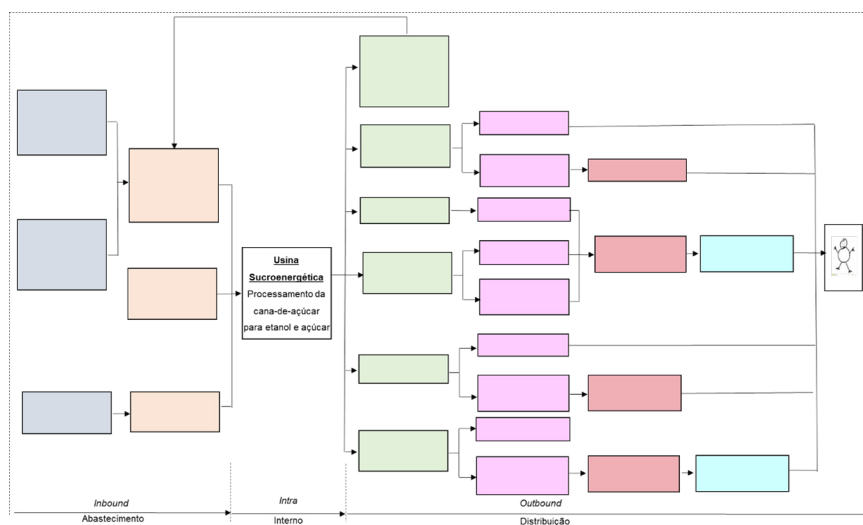 Usina
Sucroenergética
Processamento da
cana-de-açúcar
para etanol e açúcar
Inbound
Intra
Outbound
Abastecimento
Interno
Distribuição